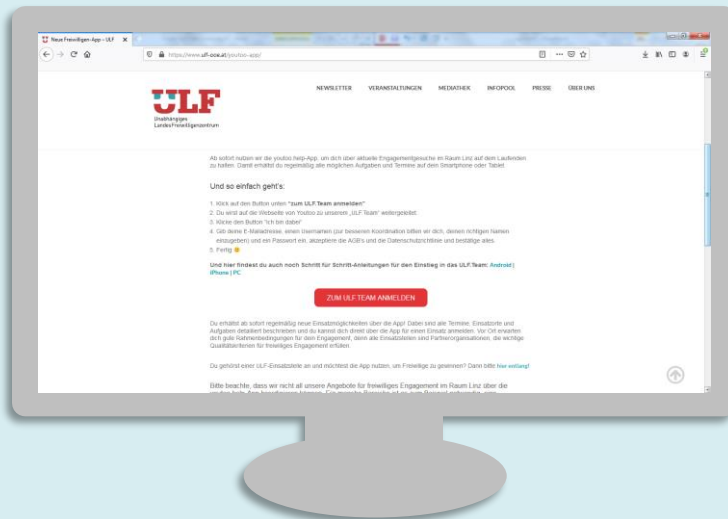 Neue Freiwilligen-App – ULF
https://www.ulf-ooe.at/youtoo-app/
ULF
Unabhängiges
LandesFreiwilligenzentrum
NEWSLETTER VERANSTALTUNGEN MEDIATHEK INFOPOOL PRESSE ÜBER UNS
Ab sofort nutzen wir die youtoo help-App, um dich über aktuelle Engagementgesuche im Raum Linz auf dem Laufenden
zu halten. Damit erhältst du regelmäßig alle möglichen Aufgaben und Termine auf dein Smartphone oder Tablet.
Und so einfach geht's:
1. Klick auf den Button unten "zum ULF.Team anmelden"
2. Du wirst auf die Webseite von Youtoo zu unserem „ULF Team“ weitergeleitet
3. Klicke den Button "Ich bin dabei"
4. Gib deine E-Mailadresse, einen Usernamen (zur besseren Koordination bitten wir dich, deinen richtigen Namen
einzugeben) und ein Passwort ein, akzeptiere die AGB's und die Datenschutzrichtlinie und bestätige alles.
5. Fertig
Und hier findest du auch noch Schritt für Schritt-Anleitungen für den Einstieg in das ULF.Team: Android |
iPhone | PC
ZUM ULF.TEAM ANMELDEN
Du erhältst ab sofort regelmäßig neue Einsatzmöglichkeiten über die App! Dabei sind alle Termine, Einsatzorte und
Aufgaben detailliert beschrieben und du kannst dich direkt über die App für einen Einsatz anmelden. Vor Ort erwarten
dich gute Rahmenbedingungen für dein Engagement, denn alle Einsatzstellen sind Partnerorganisationen, die wichtige
Qualitätskriterien für freiwilliges Engagement erfüllen.
Du gehörst einer ULF-Einsatzstelle an und möchtest die App nutzen, um Freiwillige zu gewinnen? Dann bitte hier entlang!
Bitte beachte, dass wir nicht all unsere Angebote für freiwilliges Engagement im Raum Linz über die